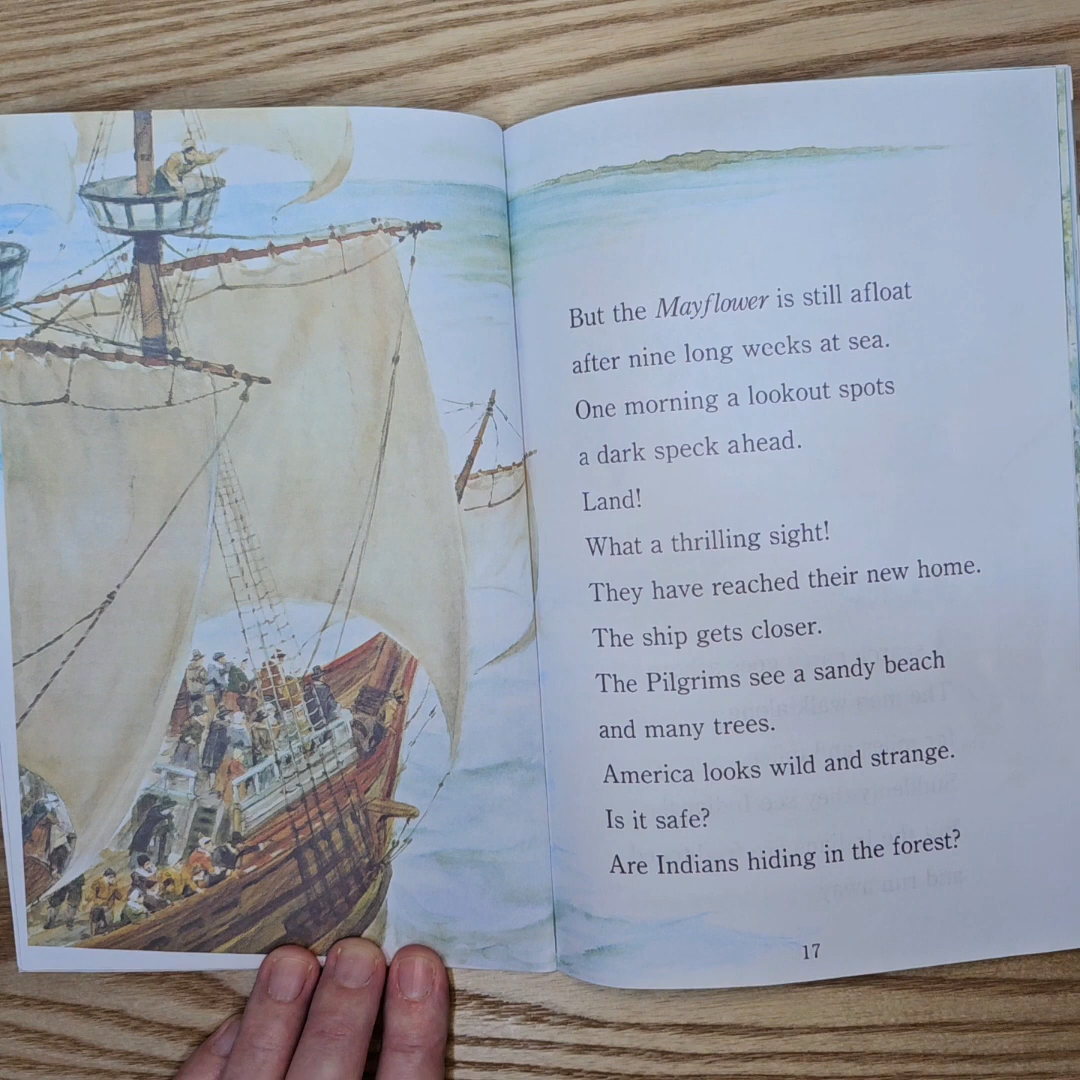 But the Mayflower is still afloat
after nine long weeks at sea.
One morning a lookout spots
a dark speck ahead.
Land!
What a thrilling sight!
They have reached their new home.
The ship gets closer.
The Pilgrims see a sandy beach
and many trees.
America looks wild and strange.
Is it safe?
Are Indians hiding in the forest?
17